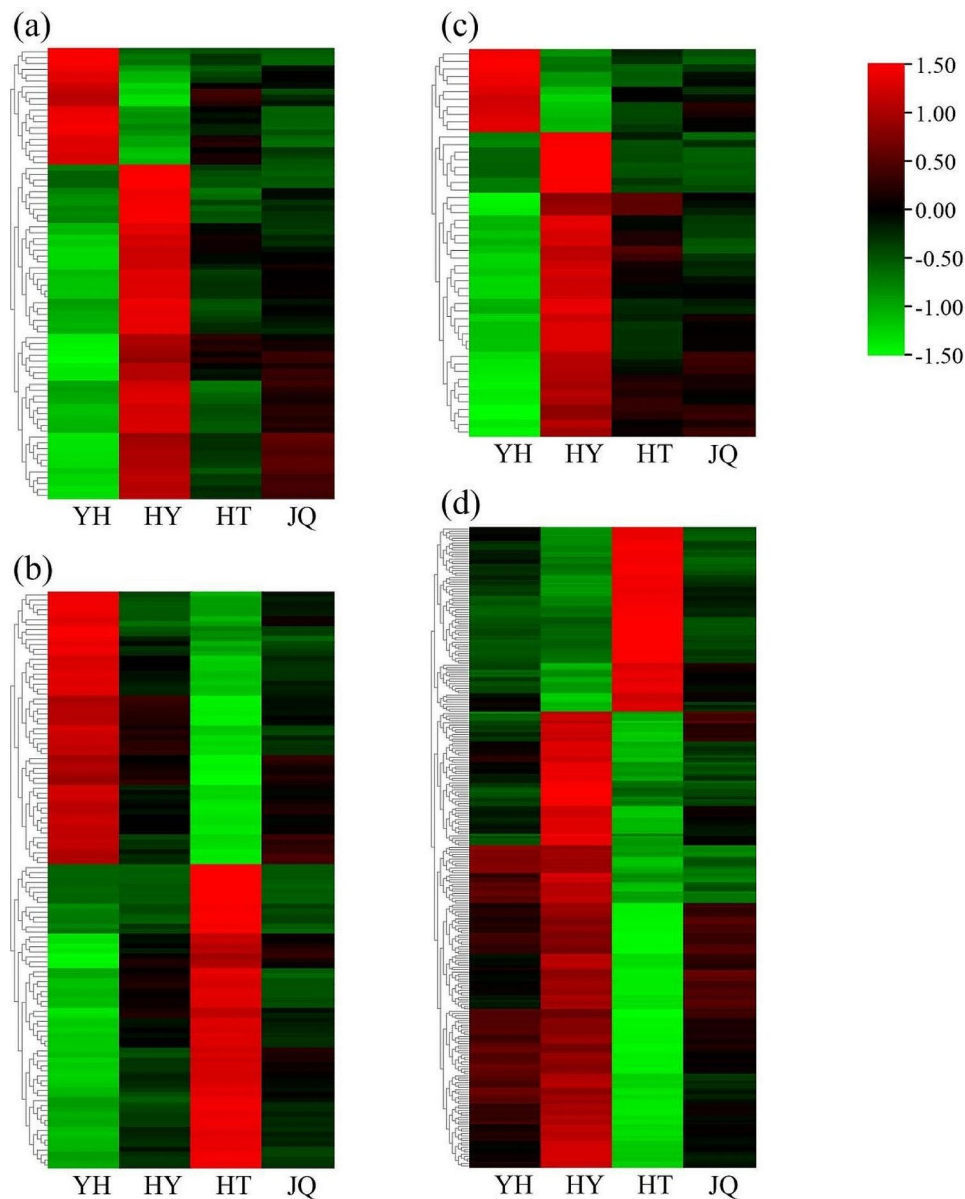 (a)
YH HY HT JQ
(b)
YH HY HT JQ
(c)
YH HY HT JQ
(d)
YH HY HT JQ
1.50
1.00
0.50
0.00
-0.50
-1.00
-1.50